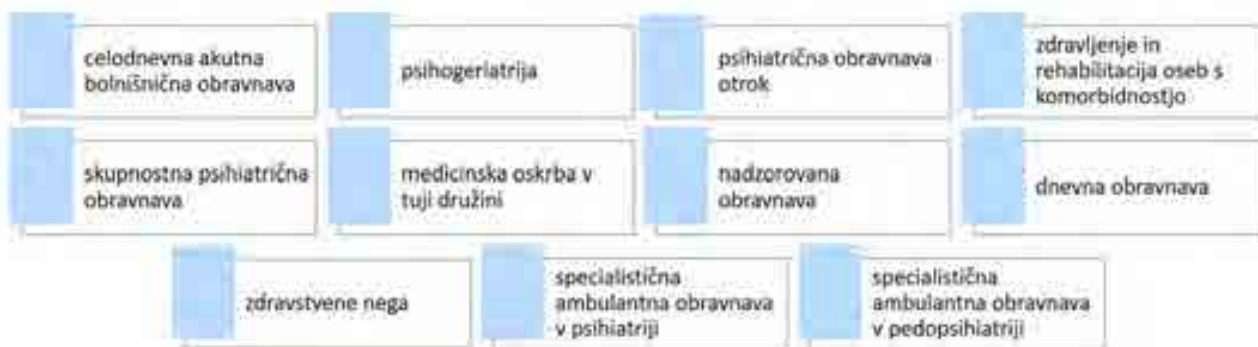 celodnevna akutna
bolnišnična obravnava
psihogeriatrija
psihiatrična obravnava
otrok
zdravljenje in
rehabilitacija oseb s
komorbidnostjo
skupnostna psihiatrična
obravnava
medicinska oskrba v
tuji družini
nadzorovana
obravnava
dnevna obravnava
zdravstvene nega
specialistična
ambulantna obravnava
v psihiatriji
specialistična
ambulantna obravnava
v pedopsihiatriji